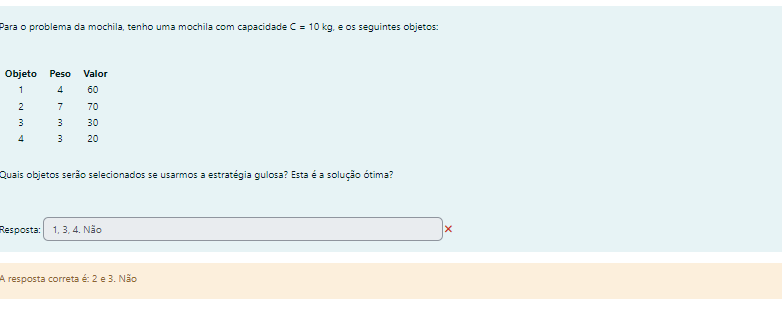 Para o problema da mochila, tenho uma mochila com capacidade C = 10 kg, e os seguintes objetos:
Objeto Peso Valor
1 4 60
2 7 70
3 3 30
4 3 20
Quais objetos serão selecionados se usarmos a estratégia gulosa? Esta é a solução ótima?
Resposta: 1, 3, 4. Não
A resposta correta é: 2 e 3. Não